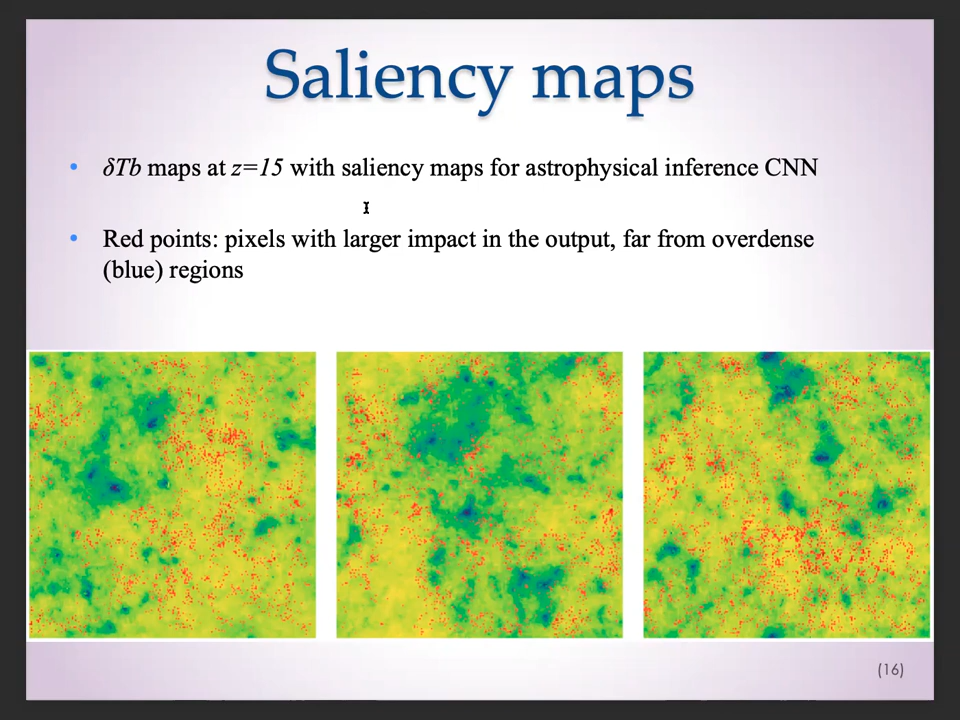 Saliency maps
• δTb maps at z=15 with saliency maps for astrophysical inference CNN
• Red points: pixels with larger impact in the output, far from overdense
(blue) regions
(16)